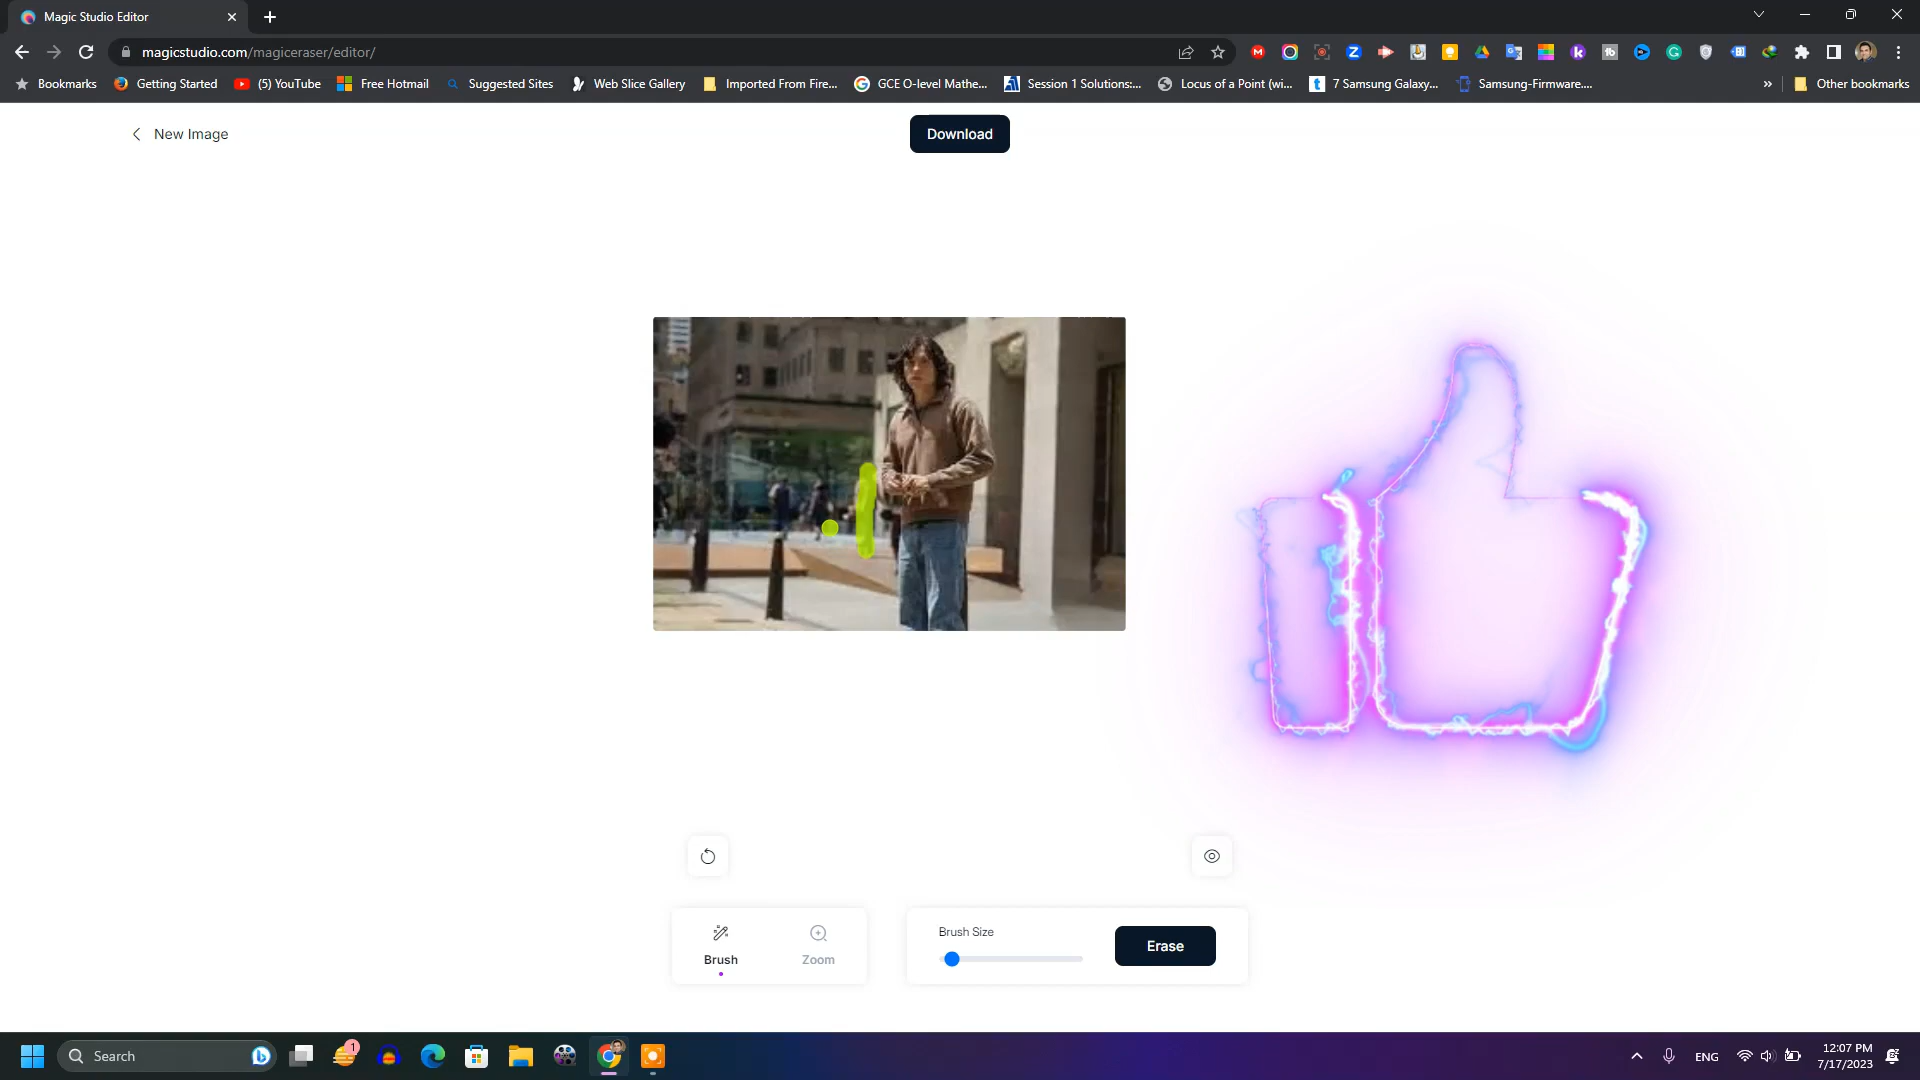 Magic Studio Editor
magicstudio.com/magiceraser/editor/
Bookmarks Getting Started (5) YouTube Free Hotmail Suggested Sites Web Slice Gallery Imported From Fire... GCE O-level Mathe... Session 1 Solutions:... Locus of a Point (wi... 7 Samsung Galaxy... Samsung-Firmware.... » Other bookmarks
New Image
Download
Brush Size
Erase
Brush
Zoom
Search
1
ENG
12:07 PM
7/17/2023